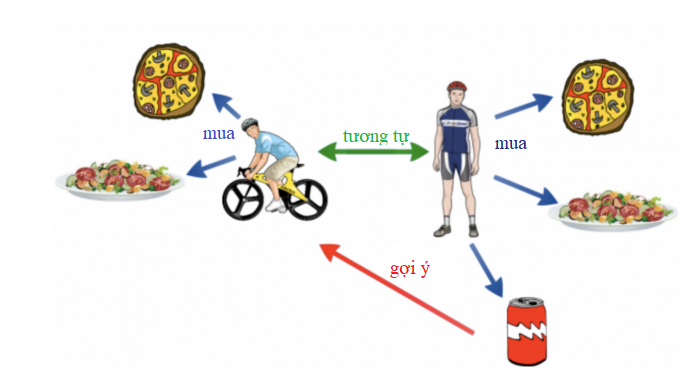 mua
tương tự
mua
gợi ý